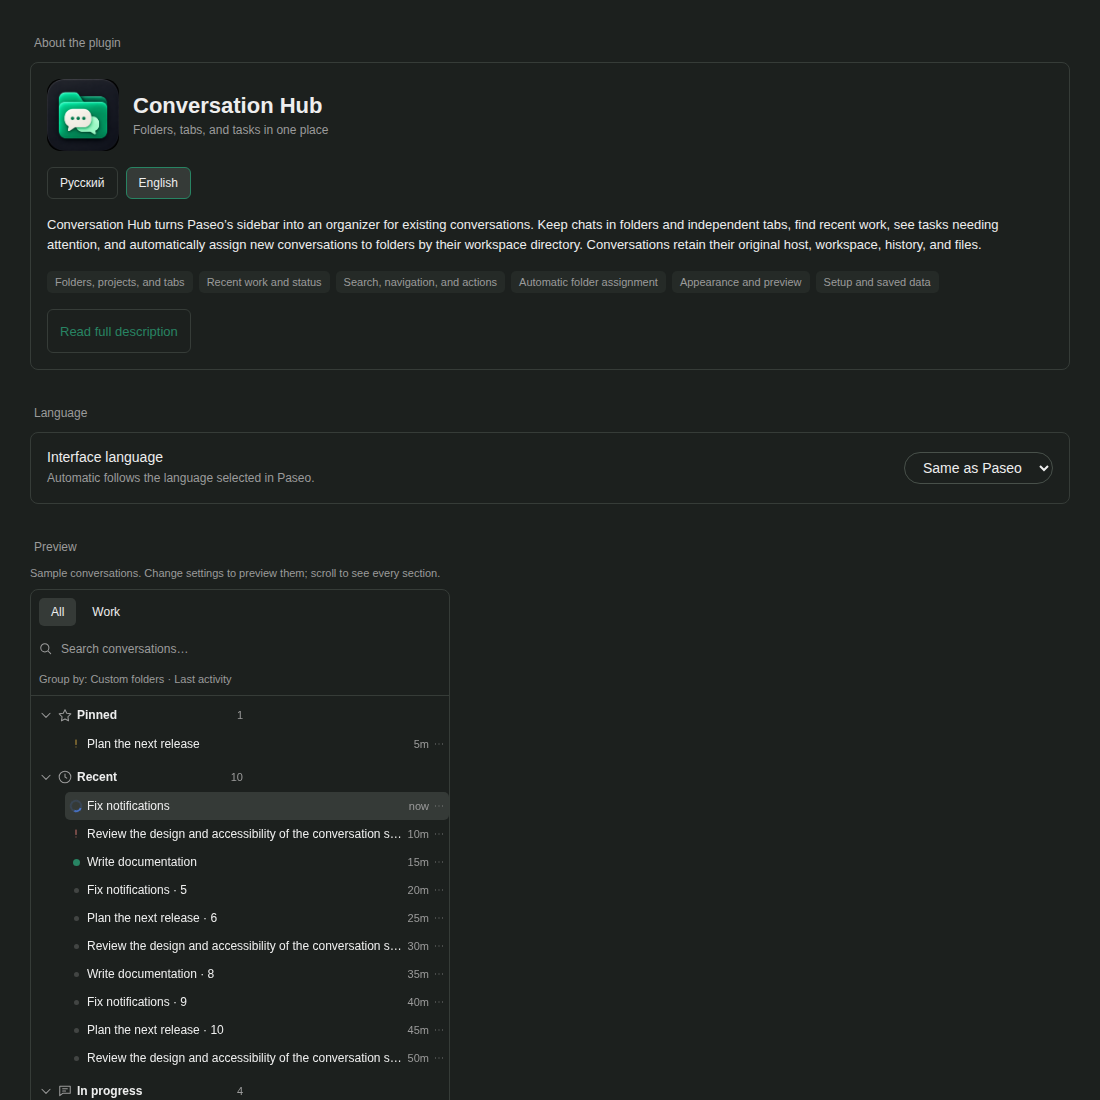 About the plugin
Conversation Hub
Folders, tabs, and tasks in one place
Русский
English
Conversation Hub turns Paseo's sidebar into an organizer for existing conversations. Keep chats in folders and independent tabs, find recent work, see tasks needing
attention, and automatically assign new conversations to folders by their workspace directory. Conversations retain their original host, workspace, history, and files.
Folders, projects, and tabs
Recent work and status
Search, navigation, and actions
Automatic folder assignment
Appearance and preview
Setup and saved data
Read full description
Language
Interface language
Automatic follows the language selected in Paseo.
Same as Paseo
Preview
Sample conversations. Change settings to preview them; scroll to see every section.
All
Work
Search conversations…
Group by: Custom folders · Last activity
Pinned 1
! Plan the next release 5m ···
Recent 10
Fix notifications now ···
! Review the design and accessibility of the conversation s… 10m ···
Write documentation 15m ···
Fix notifications · 5 20m ···
Plan the next release · 6 25m ···
Review the design and accessibility of the conversation s… 30m ···
Write documentation · 8 35m ···
Fix notifications · 9 40m ···
Plan the next release · 10 45m ···
Review the design and accessibility of the conversation s… 50m ···
In progress 4